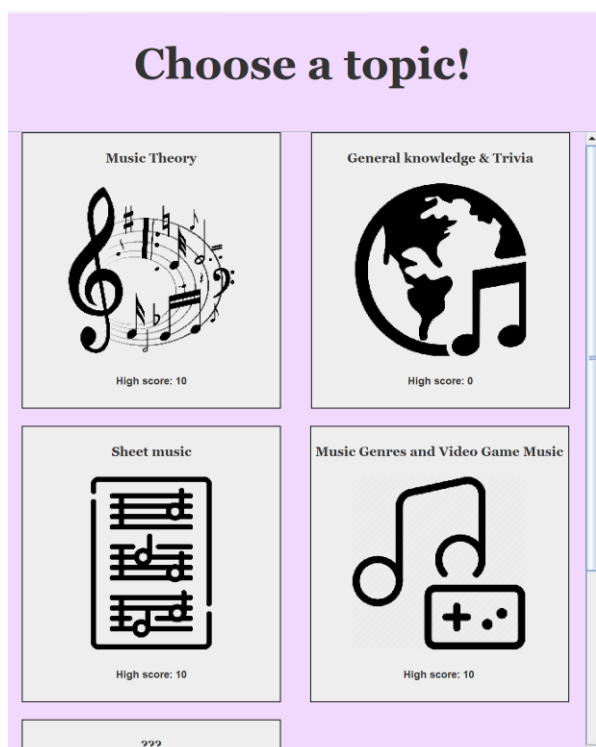 Choose a topic!
Music Theory
High score: 10
General knowledge & Trivia
High score: 0
Sheet music
High score: 10
Music Genres and Video Game Music
High score: 10
???